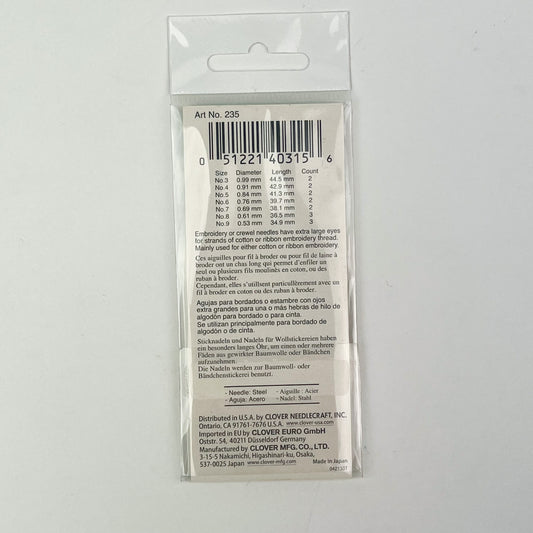 Art No. 235
0 51221 40315 6
Size Diameter Length Count
No.3 0.99 mm 44.5 mm 2
No.4 0.91 mm 42.9 mm 2
No.5 0.84 mm 41.3 mm 2
No.6 0.76 mm 39.7 mm 2
No.7 0.69 mm 38.1 mm 2
No.8 0.61 mm 36.5 mm 3
No.9 0.53 mm 34.9 mm 3
Embroidery or crewel needles have extra large eyes
for strands of cotton or ribbon embroidery thread.
Mainly used for either cotton or ribbon embroidery.
Ces aiguilles pour fil à broder ou pour fil de laine à
broder ont un chas long qui permet d'enfiler un
seul ou plusieurs fils moulinés en coton, ou des
ruban à broder.
Cependant, elles s'utilisent particulièrement avec un
fil à broder en coton ou des ruban à broder.
Agujas para bordados o estambre con ojos
extra grandes para una o más hebras de hilo de
algodón para bordado o para cinta.
Se utilizan principalmente para bordado de
algodón o de cinta.
Sticknadeln und Nadeln für Wollstickereien haben
ein besonders langes Öhr, um einen oder mehrere
Fäden aus gewirkter Baumwolle oder Bändchen
aufzunehmen.
Die Nadeln werden zur Baumwoll- oder
Bändchenstickerei benutzt.
- Needle: Steel - Aiguille: Acier
- Aguja: Acero - Nadel: Stahl
Distributed in U.S.A. by CLOVER NEEDLECRAFT, INC.
Ontario, CA 91761-7676 U.S.A. www.clover-usa.com
Imported in EU by CLOVER EURO GmbH
Oststr. 54, 40211 Düsseldorf Germany
Manufactured by CLOVER MFG. CO., LTD.
3-15-5 Nakamichi, Higashinari-ku, Osaka,
537-0025 Japan www.clover-mfg.com Made in Japan